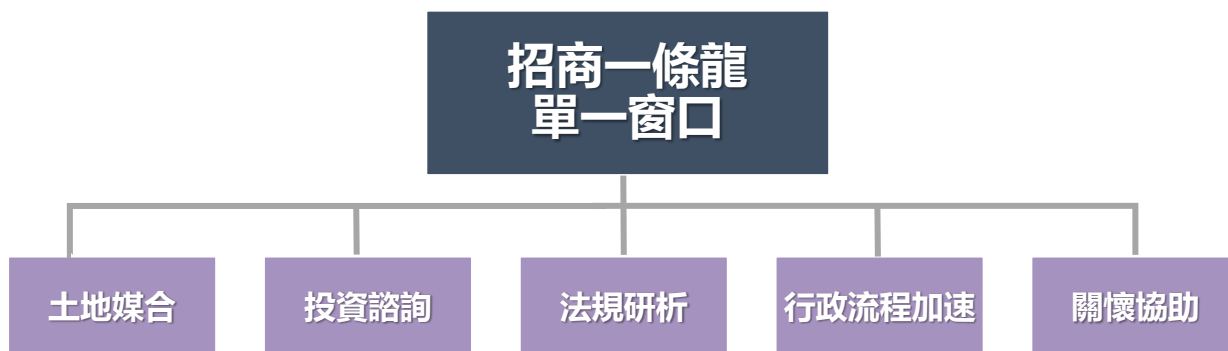 招商一條龍
單一窗口
土地媒合
投資諮詢
法規研析
行政流程加速
關懷協助